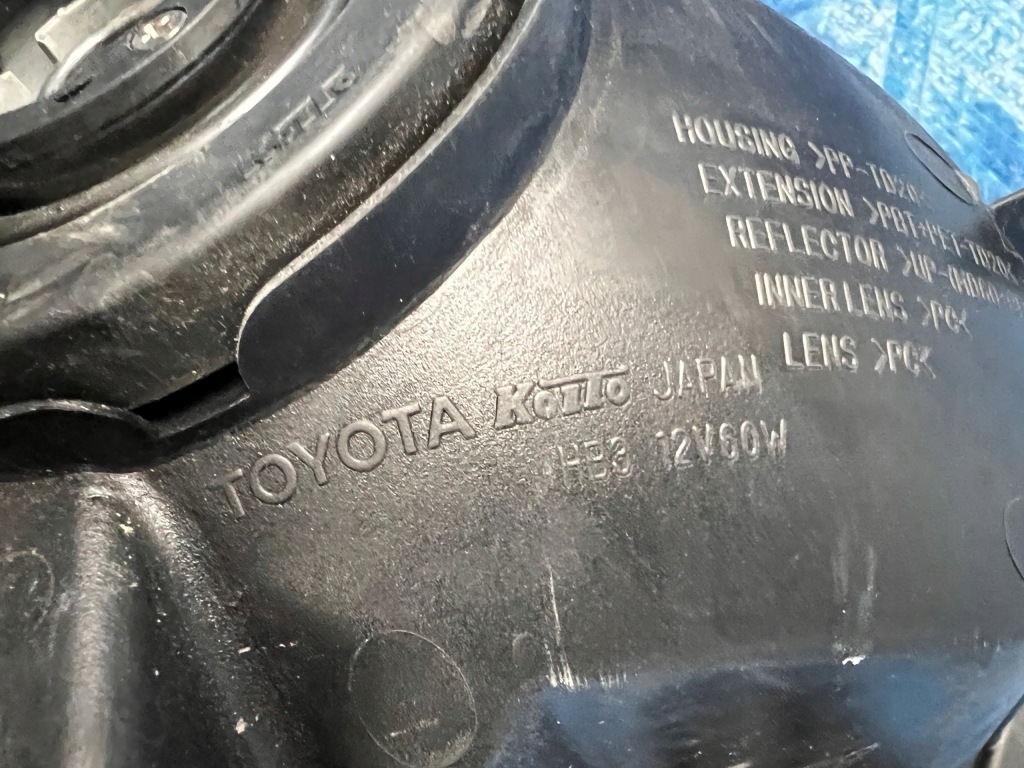 HOUSING >PP-TD20<
EXTENSION >PBT+PET-TD20<
REFLECTOR
INNER LENS >PC<
LENS >PC<
TOYOTA KOITO JAPAN
HB3 12V60W